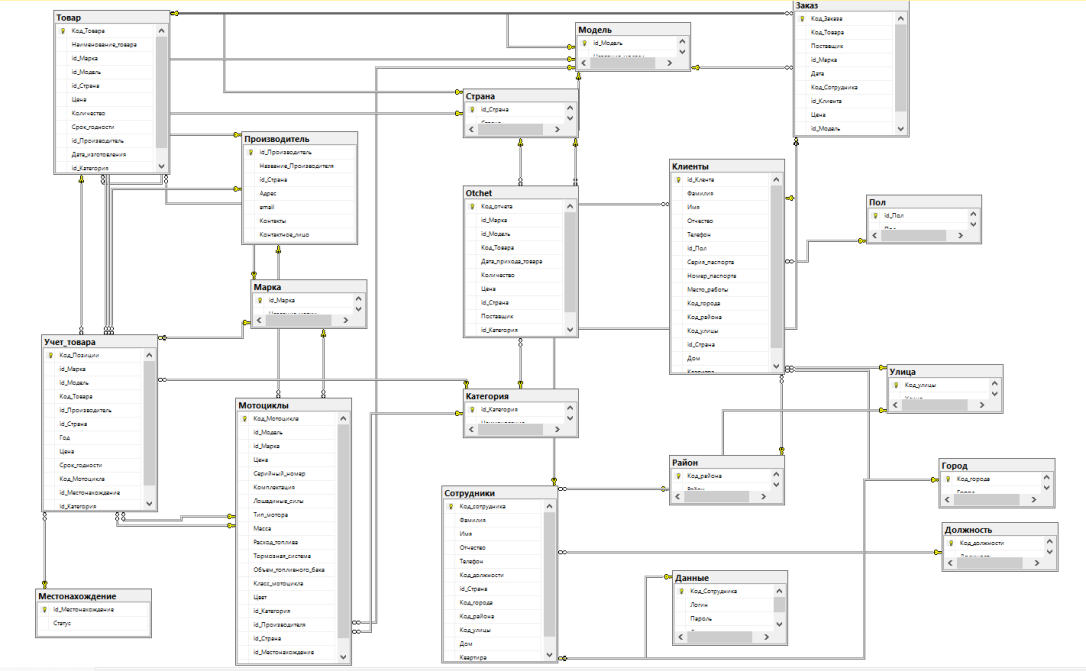 Товар
Код_Товара
Наименование_товара
id_Марка
id_Модель
id_Страна
Цена
Количество
Срок_годности
id_Производитель
Дата_изготовления
id_Категория
Модель
id_Модель
Заказ
Код_Заказа
Код_Товара
Поставщик
id_Марка
Дата
Код_Сотрудника
id_Клиента
Цена
id_Модель
Страна
id_Страна
Производитель
id_Производитель
Название_Производителя
id_Страна
Адрес
email
Контакты
Контактное_лицо
Otchet
Код_отчета
id_Марка
id_Модель
Код_Товара
Дата_прихода_товара
Количество
Цена
id_Страна
Поставщик
id_Категория
Клиенты
id_Клиента
Фамилия
Имя
Отчество
Телефон
id_Пол
Серия_паспорта
Номер_паспорта
Место_работы
Код_города
Код_района
Код_улицы
id_Страна
Дом
Пол
id_Пол
Марка
id_Марка
Учет_товара
Код_Позиции
id_Марка
id_Модель
Код_Товара
id_Производитель
id_Страна
Год
Цена
Срок_годности
Код_Мотоцикла
id_Местонахождение
id_Категория
Мотоциклы
Код_Мотоцикла
id_Модель
id_Марка
Цена
Серийный_номер
Комплектация
Лошадиные_силы
Тип_мотора
Масса
Расход_топлива
Тормозная_система
Объем_топливного_бака
Класс_мотоцикла
Цвет
id_Категория
id_Производителя
id_Страна
id_Местонахождение
Категория
id_Категория
Улица
Код_улицы
Район
Код_района
Город
Код_города
Сотрудники
Код_сотрудника
Фамилия
Имя
Отчество
Телефон
Код_должности
id_Страна
Код_города
Код_района
Код_улицы
Дом
Квартира
Должность
Код_должности
Данные
Код_Сотрудника
Логин
Пароль
Местонахождение
id_Местонахождение
Статус